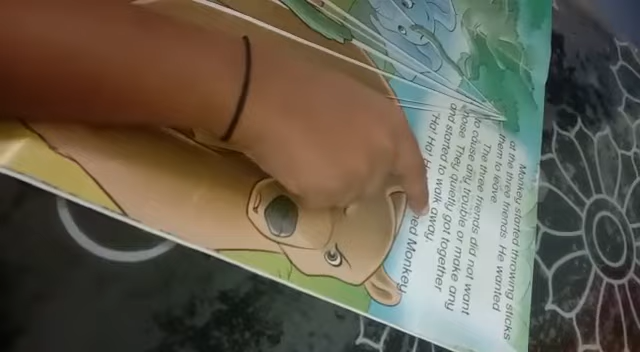 Monkey started throwing sticks
at the three friends. He wanted
them to leave.
The three friends did not want
to cause any trouble or make any
noise. They quietly got together
and started to walk away.
"Ha! Ha! ied Monkey.